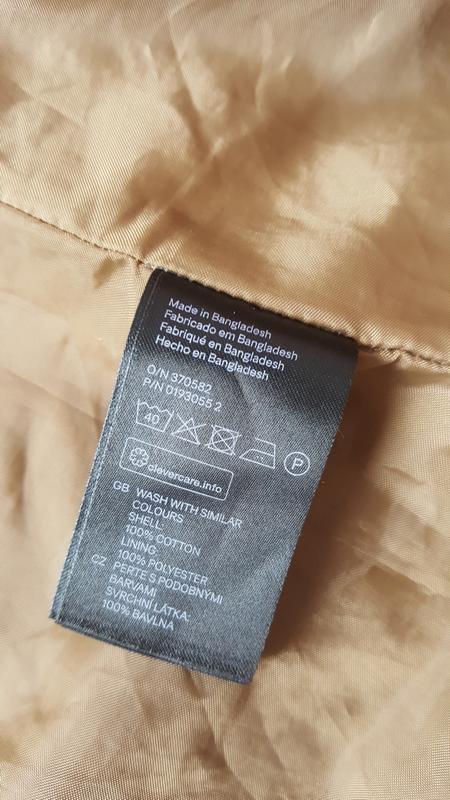 Made in Bangladesh
Fabricado em Bangladesh
Fabriqué en Bangladesh
Hecho en Bangladesh
O/N 370582
P/N 0193055 2
40 P
clevercare.info
GB WASH WITH SIMILAR
COLOURS
SHELL:
100% COTTON
LINING:
100% POLYESTER
CZ PERTE S PODOBNÝMI
BARVAMI
SVRCHNÍ LÁTKA:
100% BAVLNA